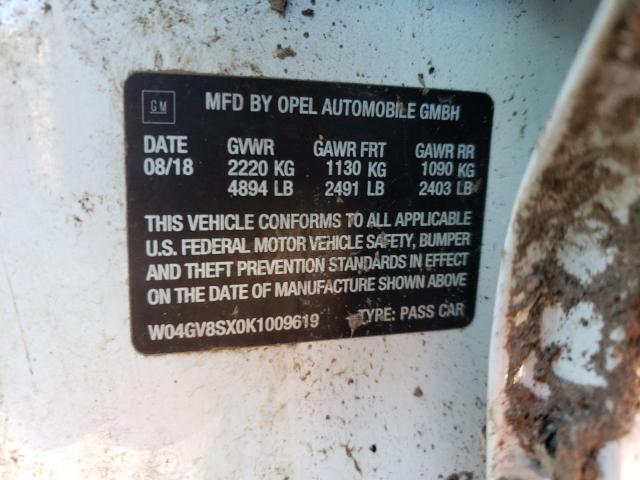 GM MFD BY OPEL AUTOMOBILE GMBH
DATE GVWR GAWR FRT GAWR RR
08/18 2220 KG 1130 KG 1090 KG
4894 LB 2491 LB 2403 LB
THIS VEHICLE CONFORMS TO ALL APPLICABLE
U.S. FEDERAL MOTOR VEHICLE SAFETY, BUMPER
AND THEFT PREVENTION STANDARDS IN EFFECT
ON THE DATE OF MANUFACTURE SHOWN ABOVE
W04GV8SX0K1009619 TYPE: PASS CAR